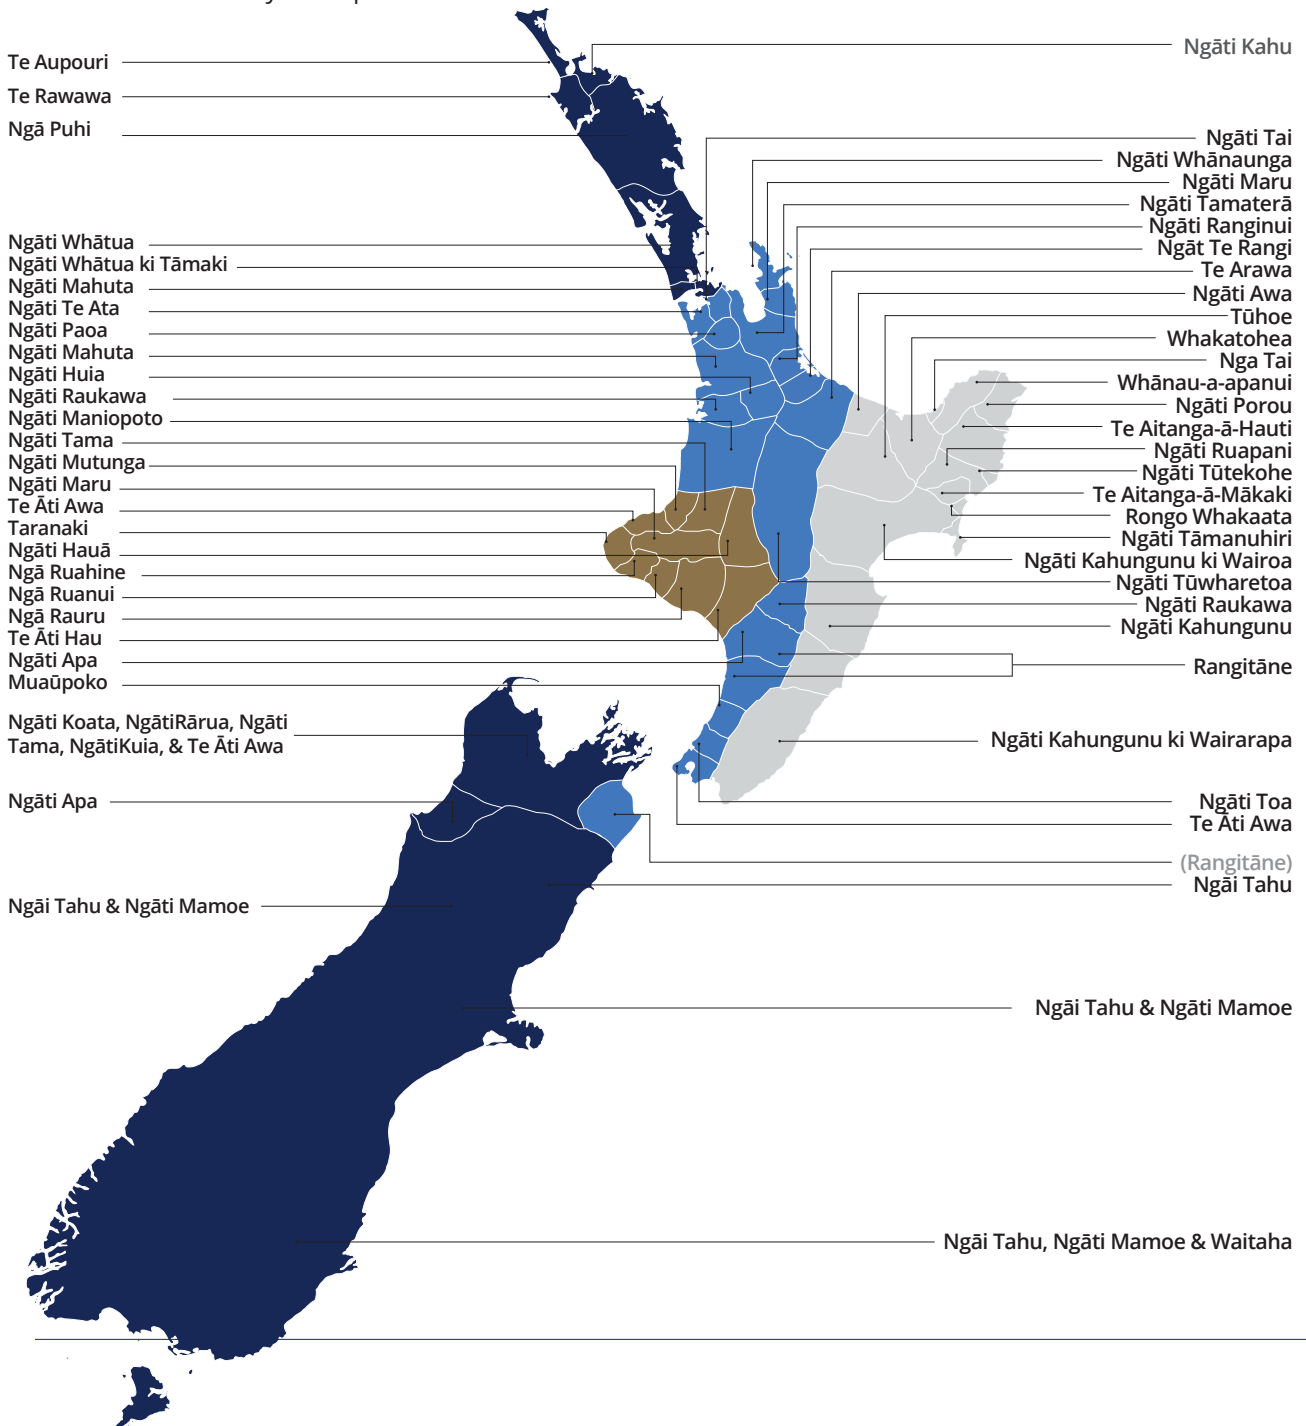 Te Aupouri
Te Rawawa
Ngā Puhi
Ngāti Whātua
Ngāti Whātua ki Tāmaki
Ngāti Mahuta
Ngāti Te Ata
Ngāti Paoa
Ngāti Mahuta
Ngāti Huia
Ngāti Raukawa
Ngāti Maniopoto
Ngāti Tama
Ngāti Mutunga
Ngāti Maru
Te Āti Awa
Taranaki
Ngāti Hauā
Ngā Ruahine
Ngā Ruanui
Ngā Rauru
Te Āti Hau
Ngāti Apa
Muaūpoko
Ngāti Koata, NgātiRārua, Ngāti
Tama, NgātiKuia, & Te Āti Awa
Ngāti Apa
Ngāi Tahu & Ngāti Mamoe
Ngāti Kahu
Ngāti Tai
Ngāti Whānaunga
Ngāti Maru
Ngāti Tamaterā
Ngāti Ranginui
Ngāt Te Rangi
Te Arawa
Ngāti Awa
Tūhoe
Whakatohea
Nga Tai
Whānau-a-apanui
Ngāti Porou
Te Aitanga-ā-Hauti
Ngāti Ruapani
Ngāti Tūtekohe
Te Aitanga-ā-Mākaki
Rongo Whakaata
Ngāti Tāmanuhiri
Ngāti Kahungunu ki Wairoa
Ngāti Tūwharetoa
Ngāti Raukawa
Ngāti Kahungunu
Rangitāne
Ngāti Kahungunu ki Wairarapa
Ngāti Toa
Te Āti Awa
(Rangitāne)
Ngāi Tahu
Ngāi Tahu & Ngāti Mamoe
Ngāi Tahu, Ngāti Mamoe & Waitaha